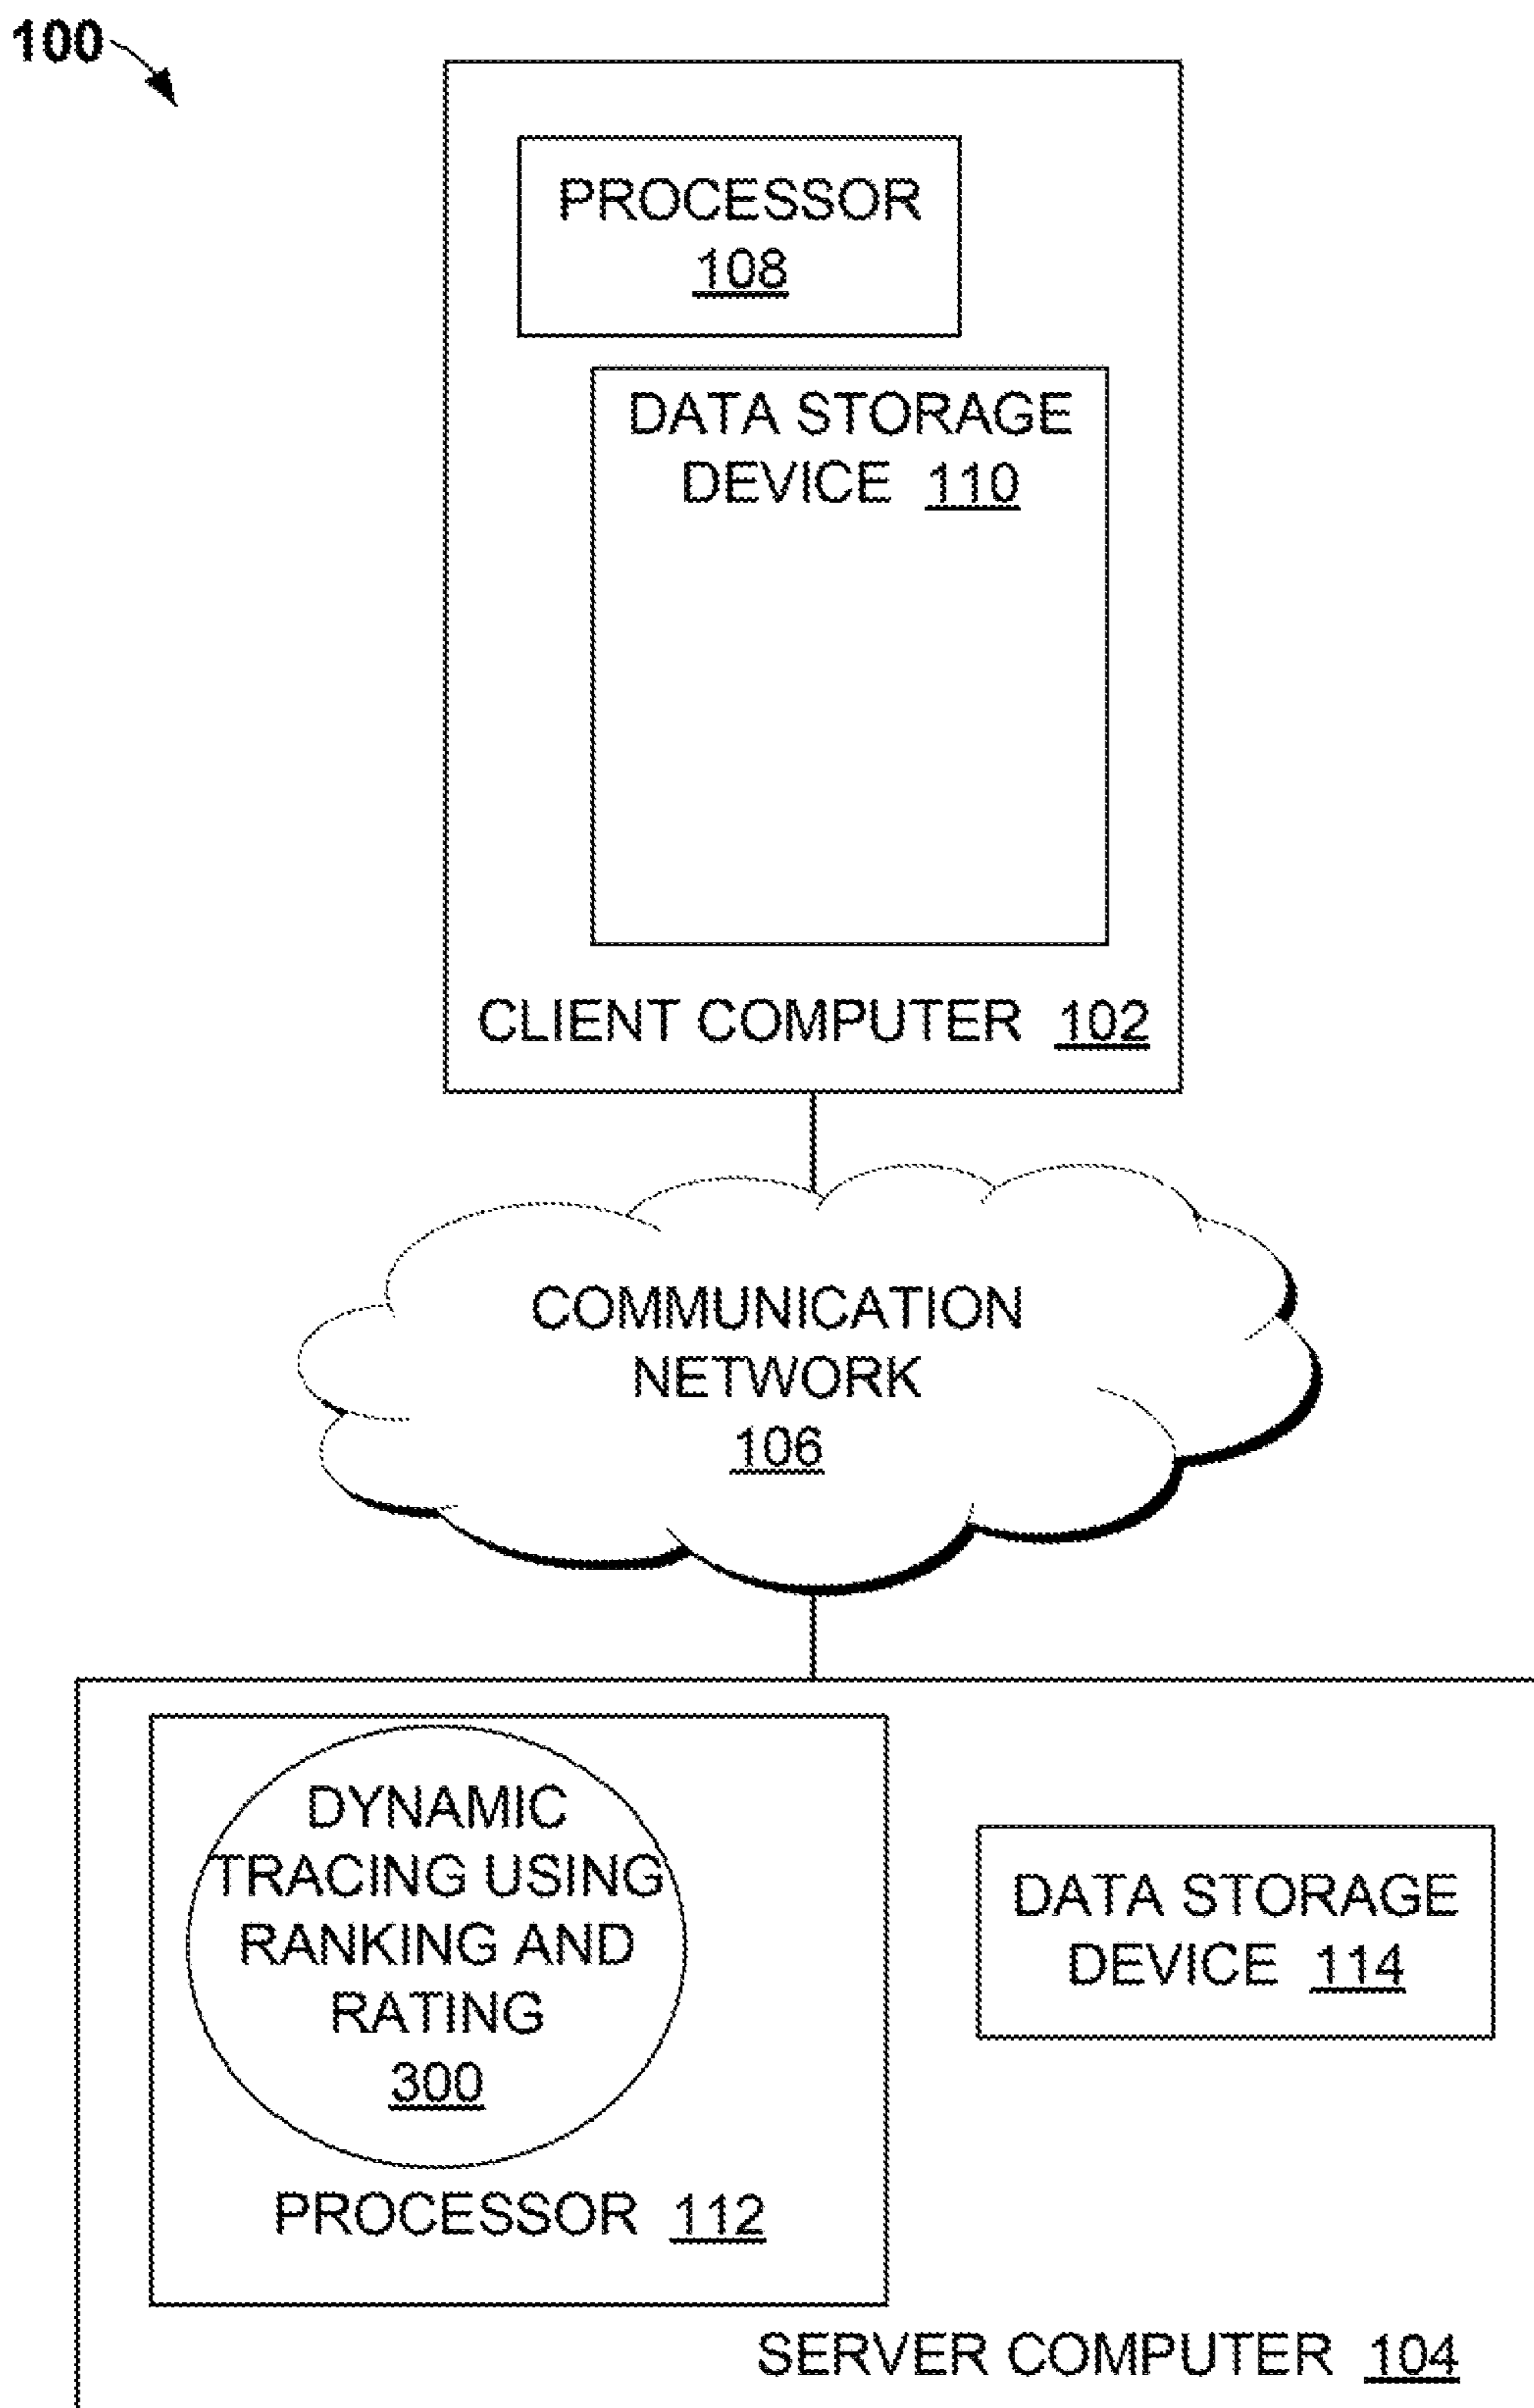 100
PROCESSOR
108
DATA STORAGE
DEVICE 110
CLIENT COMPUTER 102
COMMUNICATION
NETWORK
106
DYNAMIC
TRACING USING
RANKING AND
RATING
300
PROCESSOR 112
DATA STORAGE
DEVICE 114
SERVER COMPUTER 104